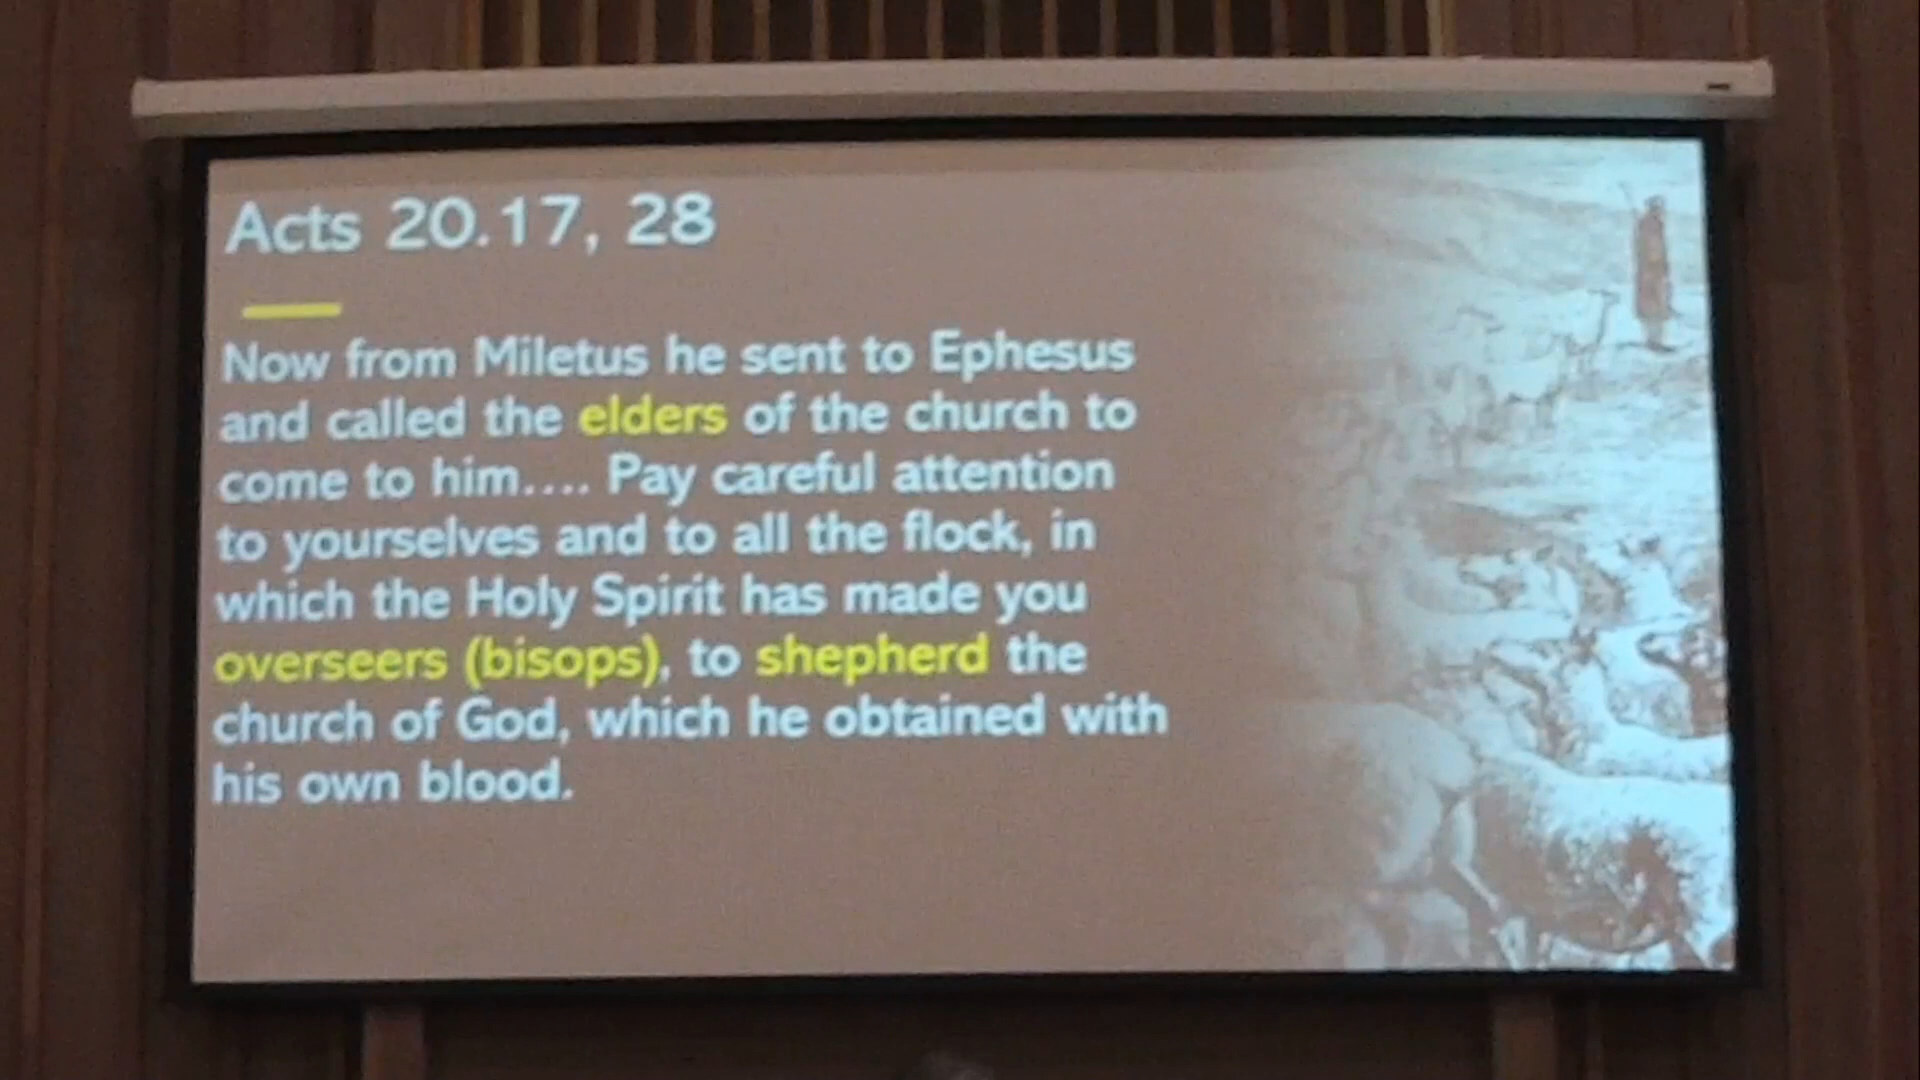 Acts 20.17, 28
Now from Miletus he sent to Ephesus
and called the elders of the church to
come to him.... Pay careful attention
to yourselves and to all the flock, in
which the Holy Spirit has made you
overseers (bisops), to shepherd the
church of God, which he obtained with
his own blood.